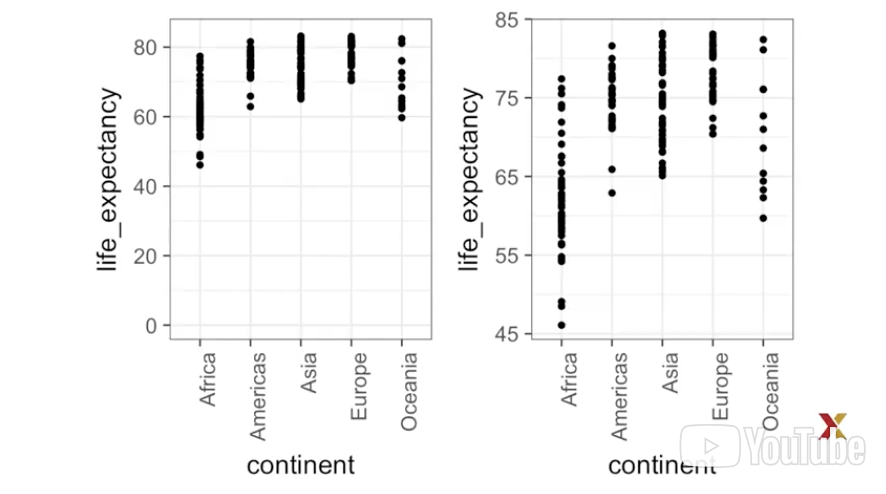 life_expectancy
80
60
40
20
0
Africa
Americas
Asia
Europe
Oceania
continent
life_expectancy
85
75
65
55
45
Africa
Americas
Asia
Europe
Oceania
continent
YouTube